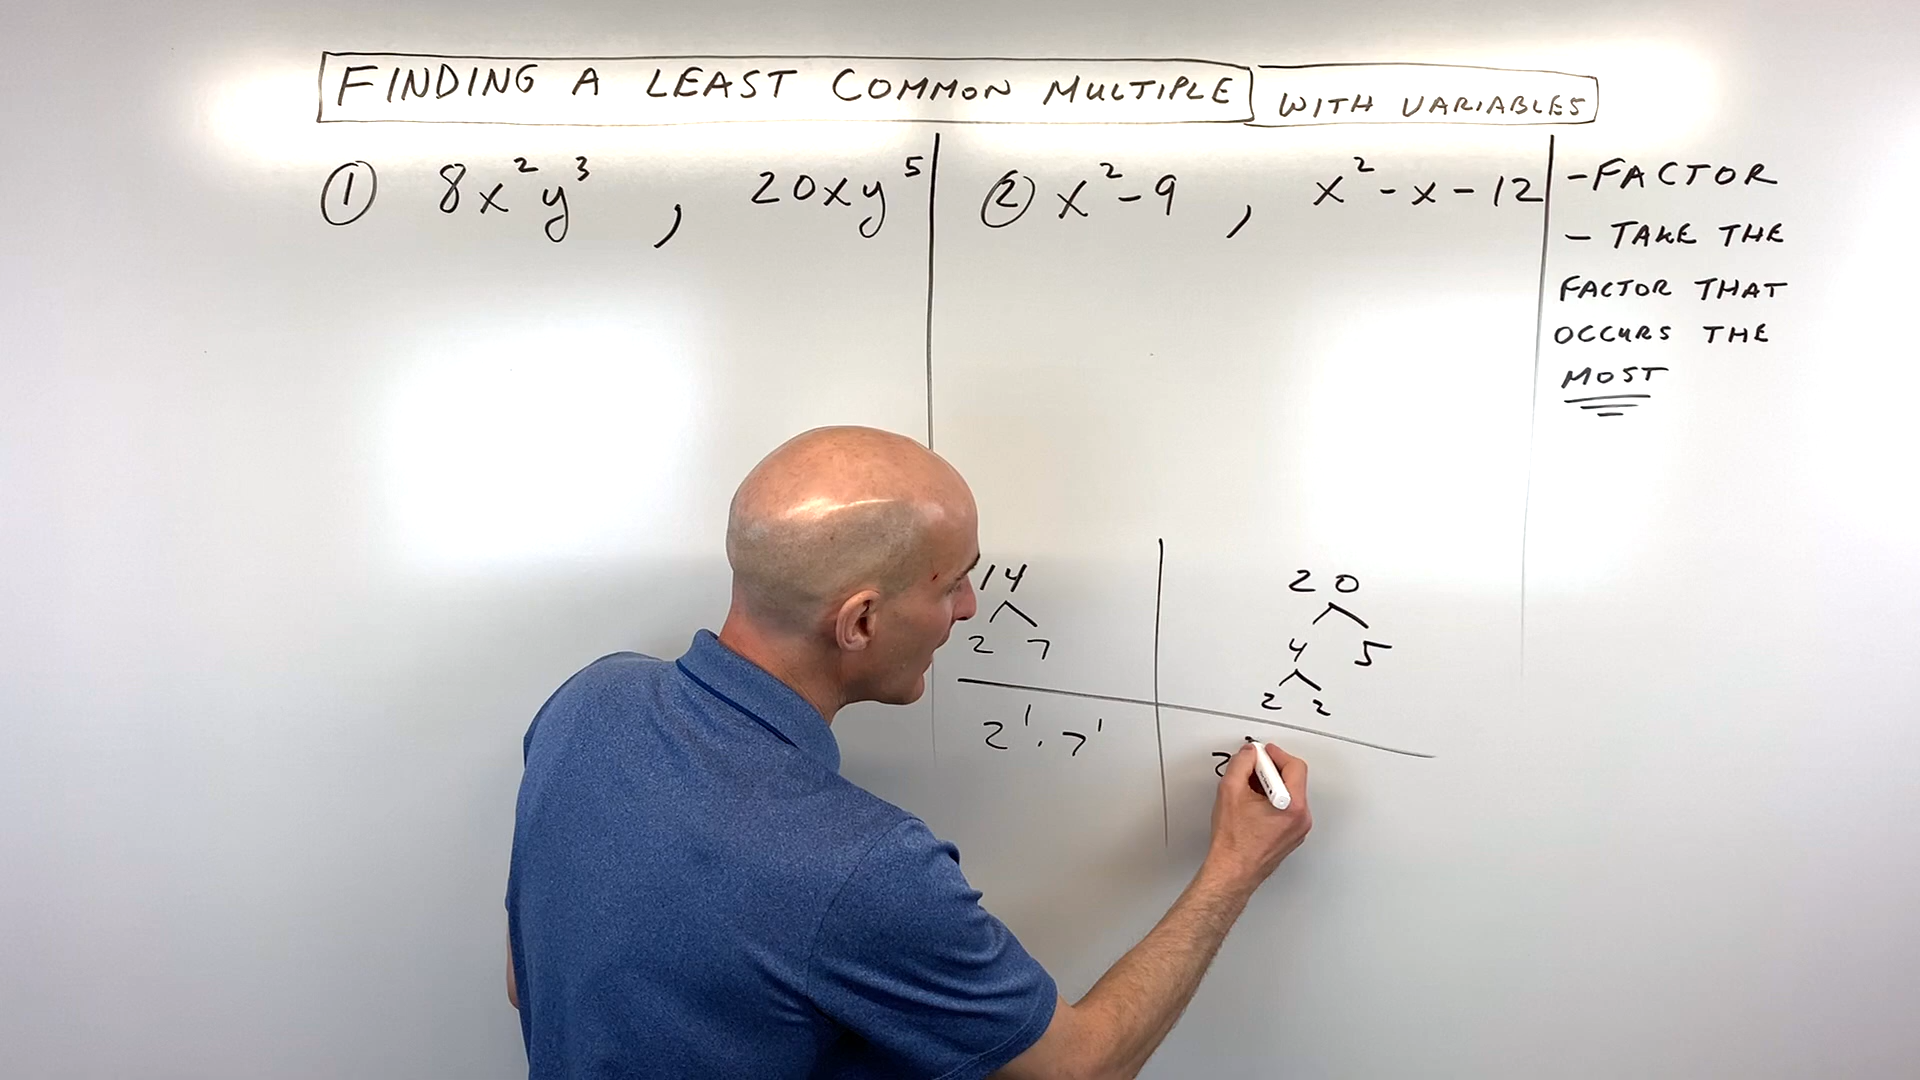 FINDING A LEAST COMMON MULTIPLE WITH VARIABLES
① 8x²y³ , 20xy⁵
② x²-9 , x²-x-12
-FACTOR
- TAKE THE
FACTOR THAT
OCCURS THE
MOST
14
2 7
2¹·7¹
20
4 5
2 2
2